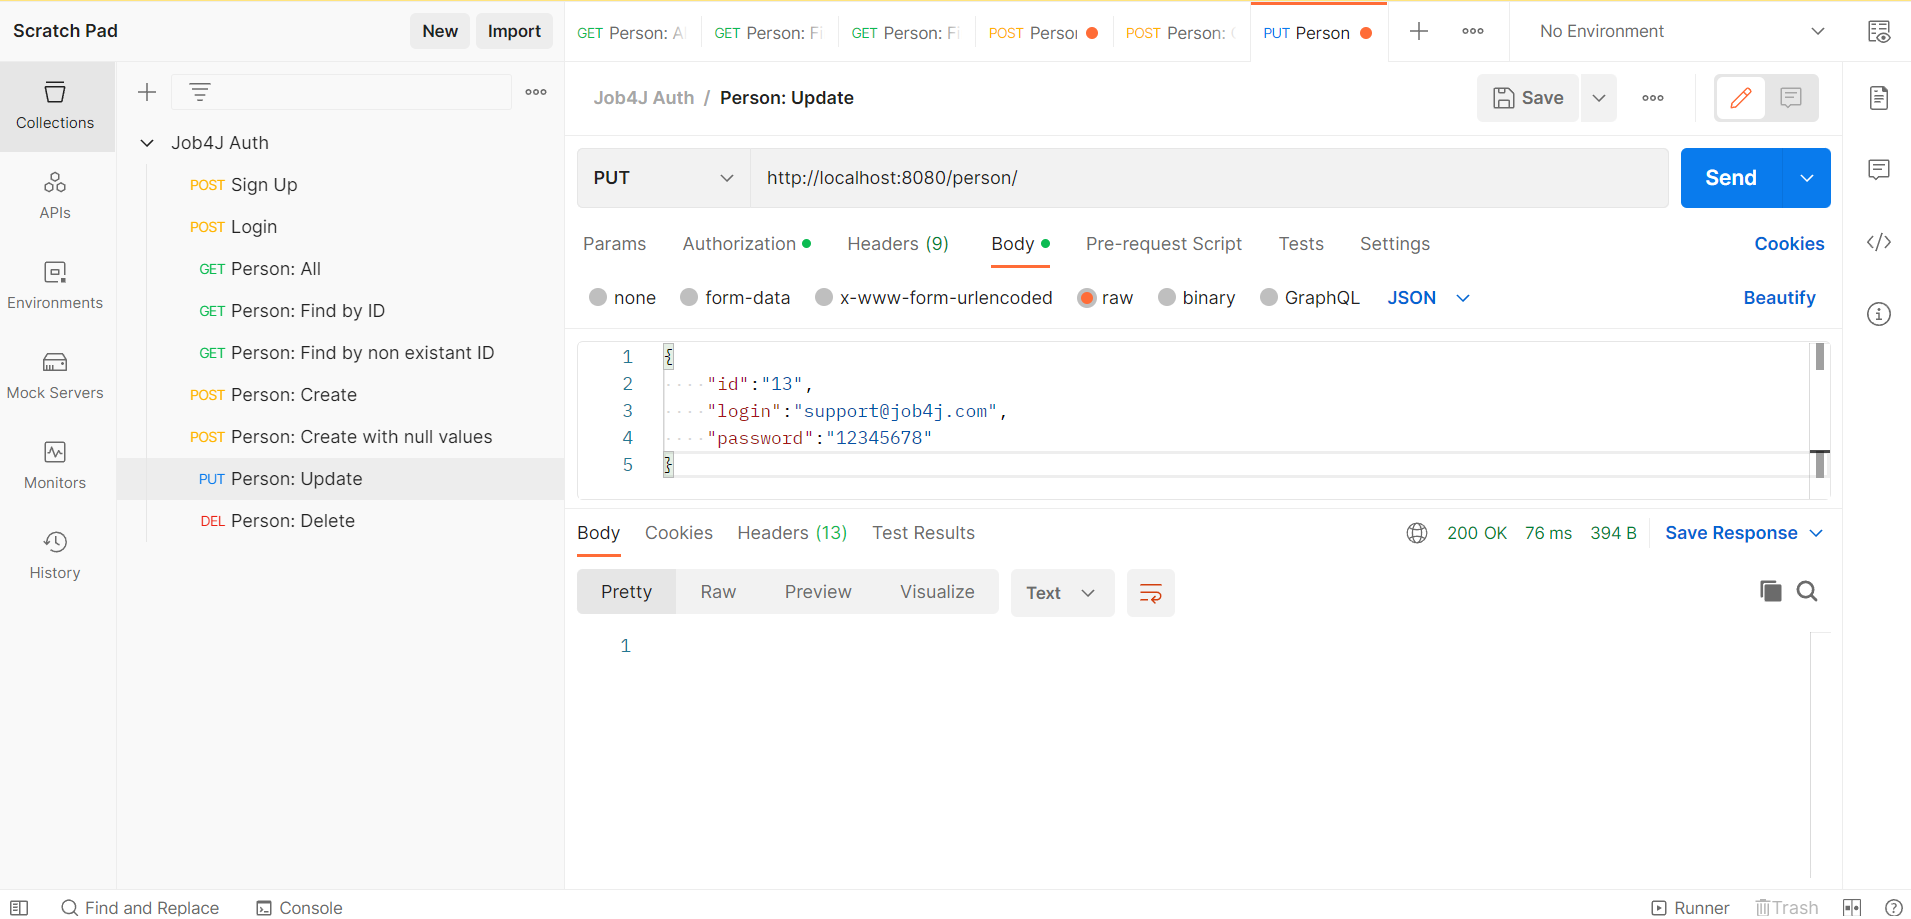 Scratch Pad
New
Import
GET Person: A
GET Person: Fi
GET Person: Fi
POST Person
POST Person:
PUT Person
No Environment
Collections
APIs
Environments
Mock Servers
Monitors
History
Job4J Auth
POST Sign Up
POST Login
GET Person: All
GET Person: Find by ID
GET Person: Find by non existant ID
POST Person: Create
POST Person: Create with null values
PUT Person: Update
DEL Person: Delete
Job4J Auth / Person: Update
Save
PUT
http://localhost:8080/person/
Send
Params
Authorization
Headers (9)
Body
Pre-request Script
Tests
Settings
Cookies
none
form-data
x-www-form-urlencoded
raw
binary
GraphQL
JSON
Beautify
1 {
2 "id":"13",
3 "login":"support@job4j.com",
4 "password":"12345678"
5 }
Body
Cookies
Headers (13)
Test Results
200 OK
76 ms
394 B
Save Response
Pretty
Raw
Preview
Visualize
Text
1
Find and Replace
Console
Runner
Trash